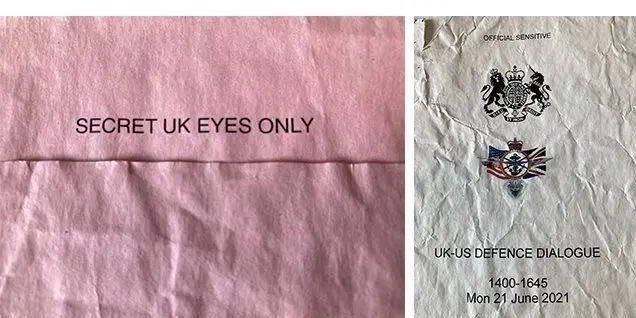 SECRET UK EYES ONLY
OFFICIAL SENSITIVE
UK-US DEFENCE DIALOGUE
1400-1645
Mon 21 June 2021